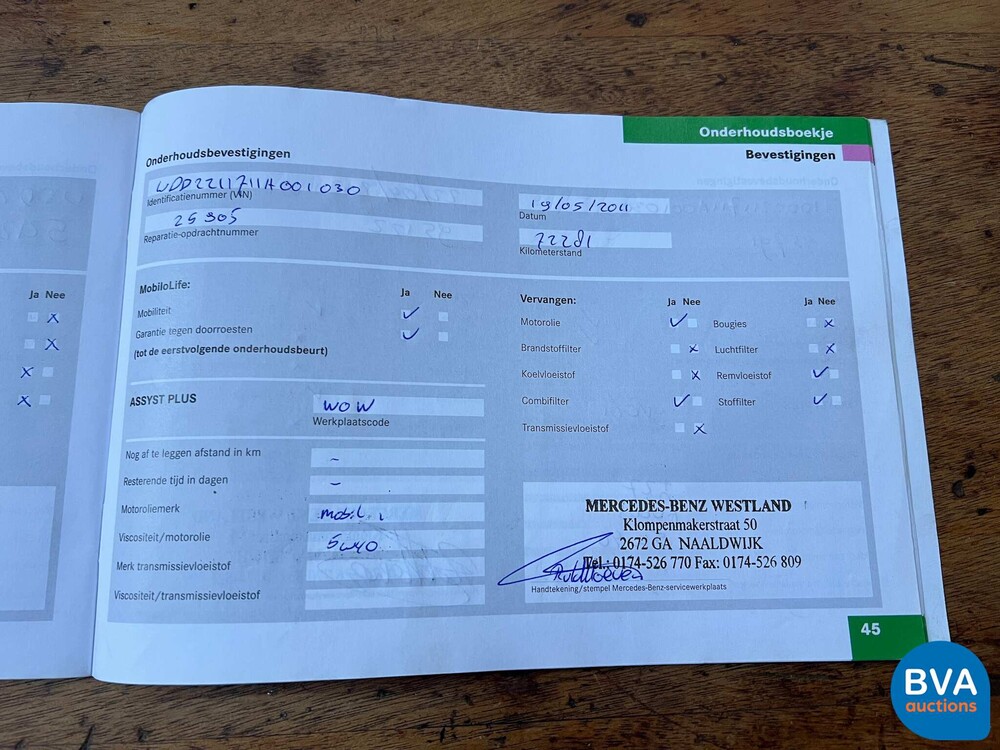 Onderhoudsboekje
Bevestigingen
Onderhoudsbevestigingen
WDD2211711A001030
Identificatienummer (VIN)
19/05/2011
Datum
25305
Reparatie-opdrachtnummer
72281
Kilometerstand
MobiloLife:
Ja Nee
Mobiliteit
Garantie tegen doorroesten
(tot de eerstvolgende onderhoudsbeurt)
Vervangen:
Ja Nee
Ja Nee
Motorolie
Bougies
Brandstoffilter
Luchtfilter
Koelvloeistof
Remvloeistof
Combifilter
Stoffilter
Transmissievloeistof
Ja Nee
ASSYST PLUS
WOW
Werkplaatscode
Nog af te leggen afstand in km
-
Resterende tijd in dagen
-
Motoroliemerk
mobil 1
Viscositeit/motorolie
5W40
Merk transmissievloeistof
Viscositeit/transmissievloeistof
MERCEDES-BENZ WESTLAND
Klompenmakerstraat 50
2672 GA NAALDWIJK
Tel.: 0174-526 770 Fax: 0174-526 809
Handtekening/stempel Mercedes-Benz-servicewerkplaats
45
BVA
auctions